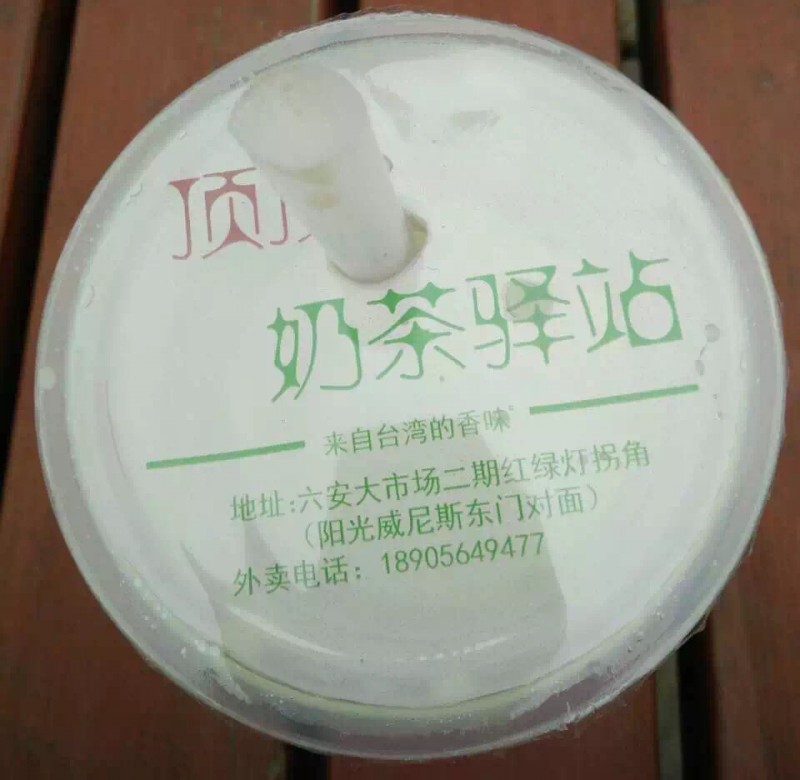 顶
奶茶驿站
来自台湾的香味
地址:六安大市场二期红绿灯拐角
（阳光威尼斯东门对面）
外卖电话：18905649477